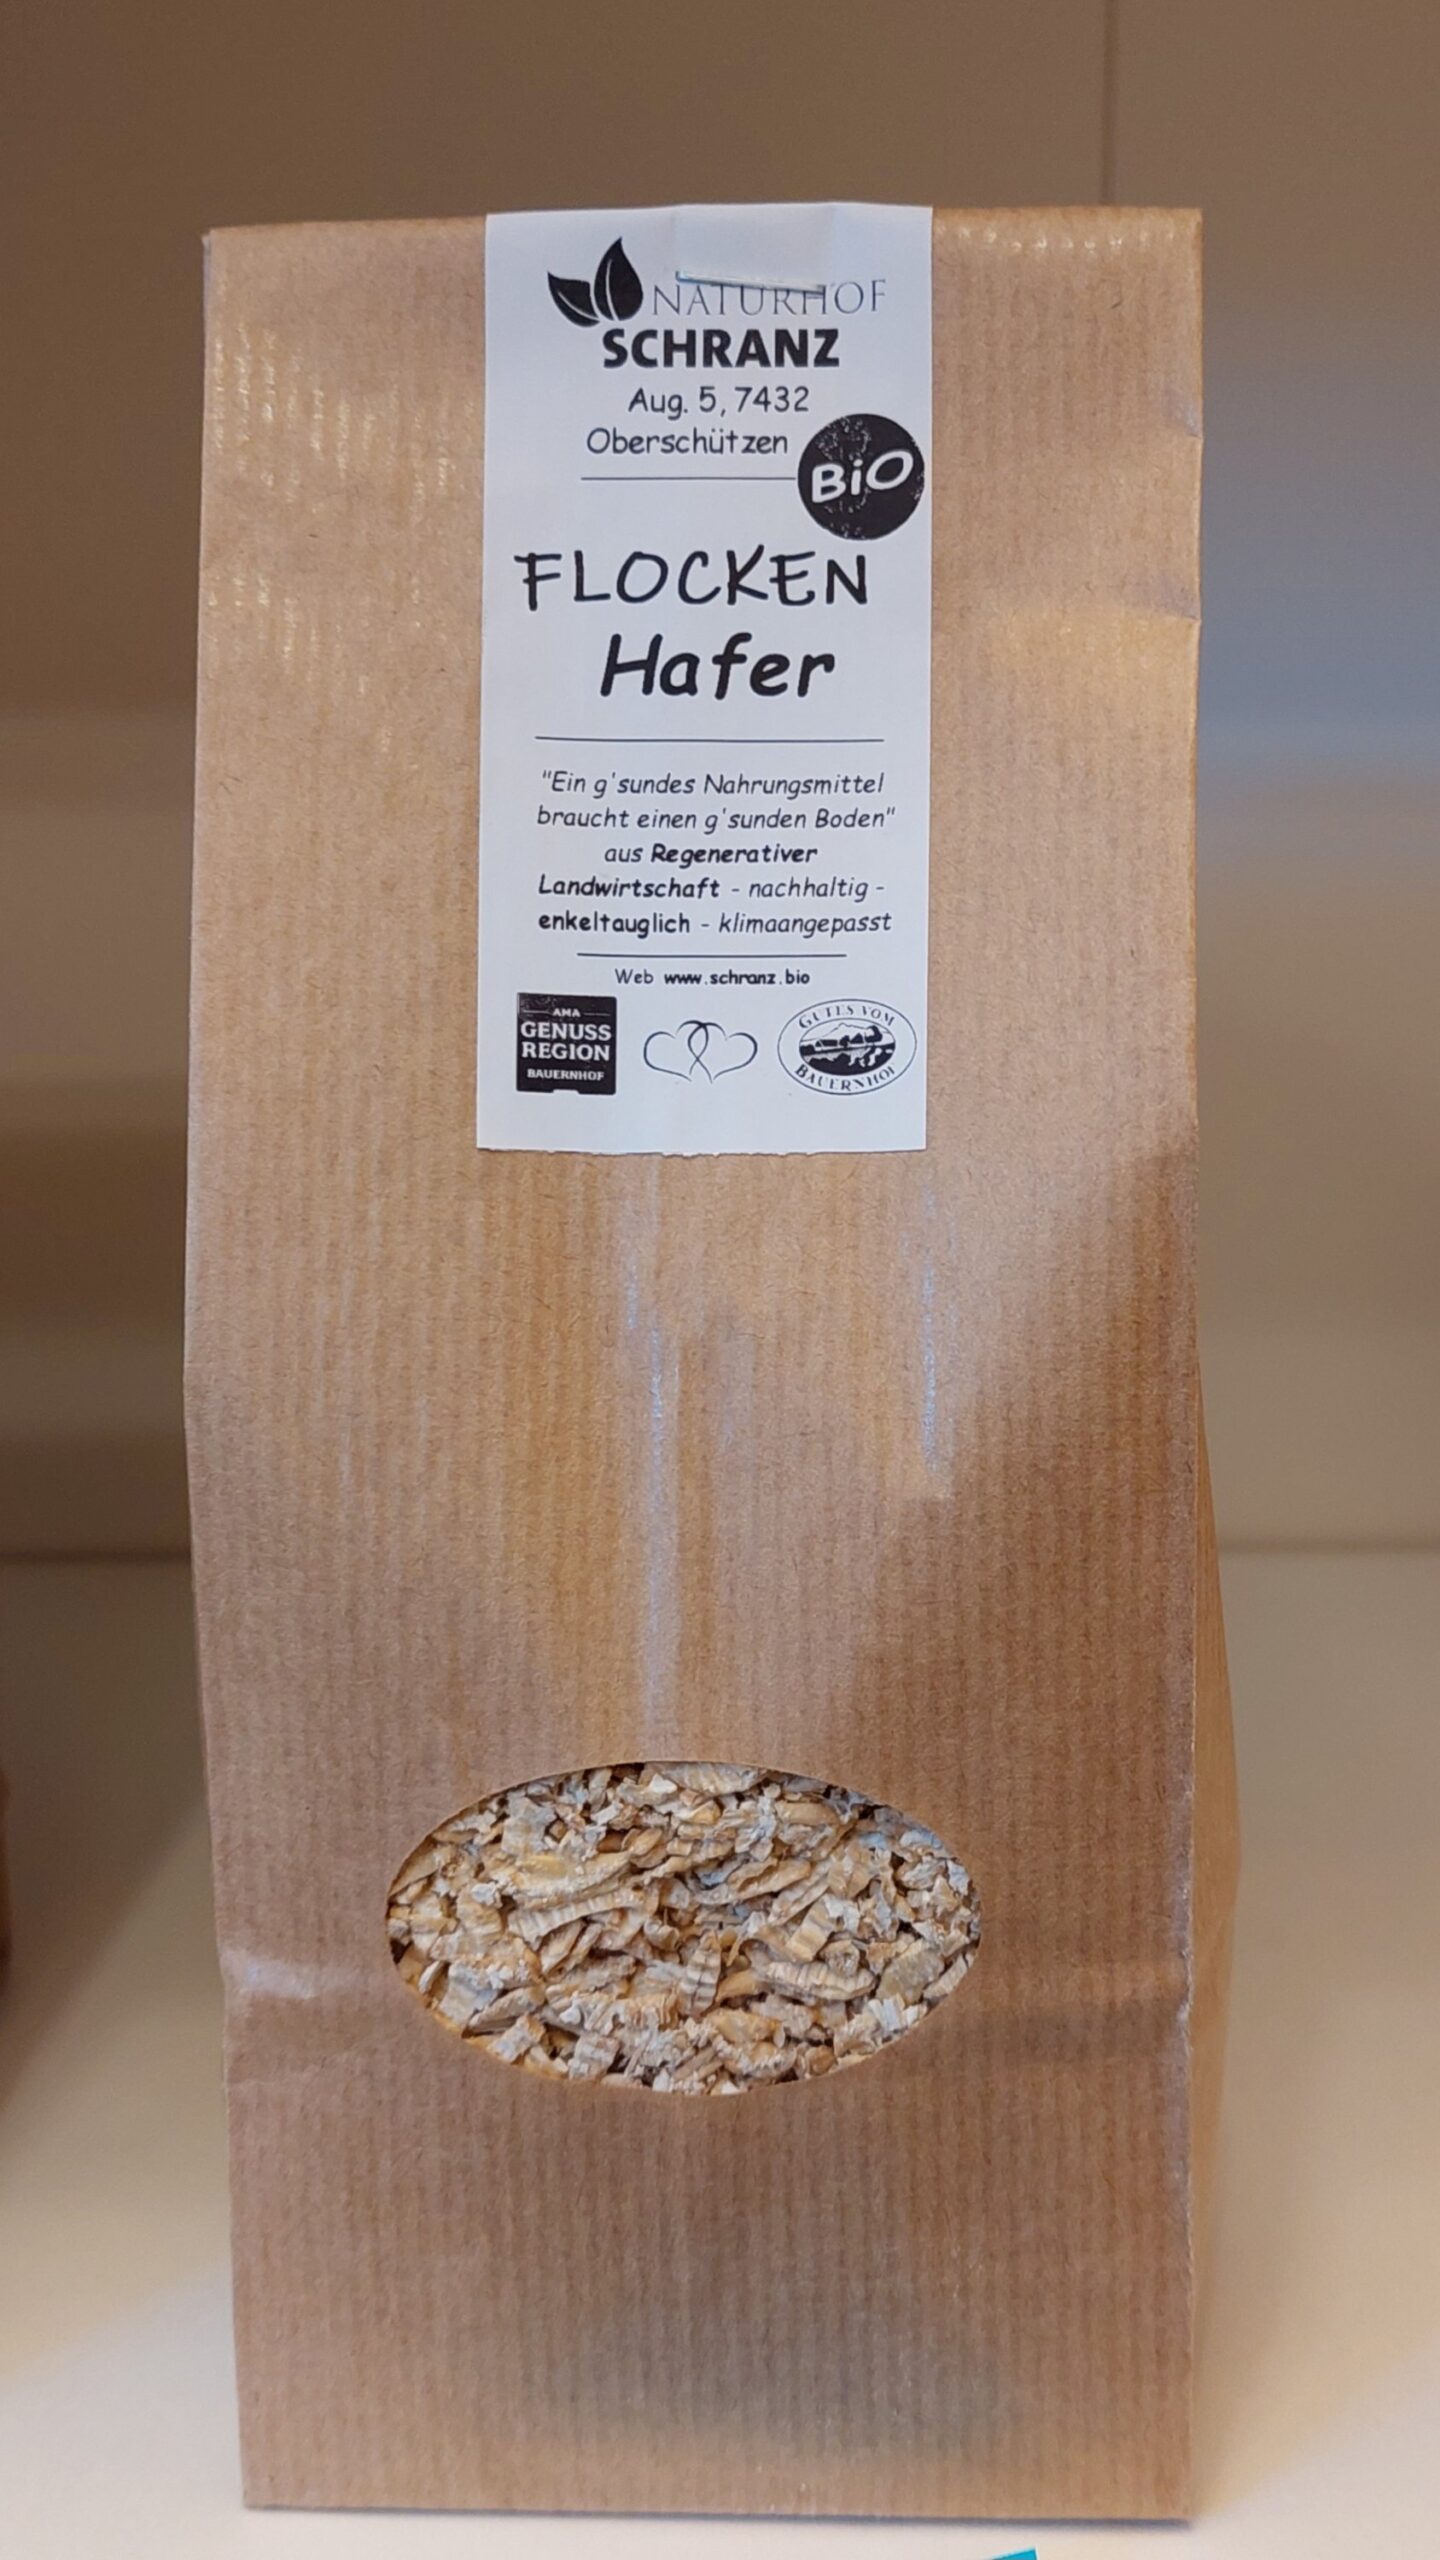 NATURHOF
SCHRANZ
Aug. 5, 7432
Oberschützen
BiO
FLOCKEN
Hafer
"Ein g'sundes Nahrungsmittel
braucht einen g'sunden Boden"
aus Regenerativer
Landwirtschaft - nachhaltig -
enkeltauglich - klimaangepasst
Web www.schranz.bio
AMA
GENUSS
REGION
BAUERNHOF
GUTES VOM
BAUERNHOF